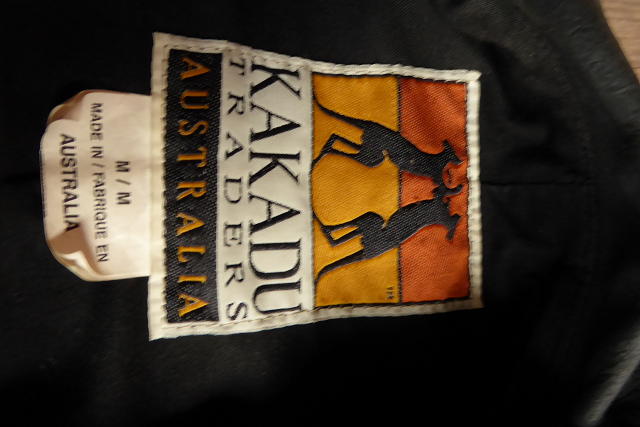 KAKADU
TRADERS
AUSTRALIA
M / M
MADE IN / FABRIQUE EN
AUSTRALIA